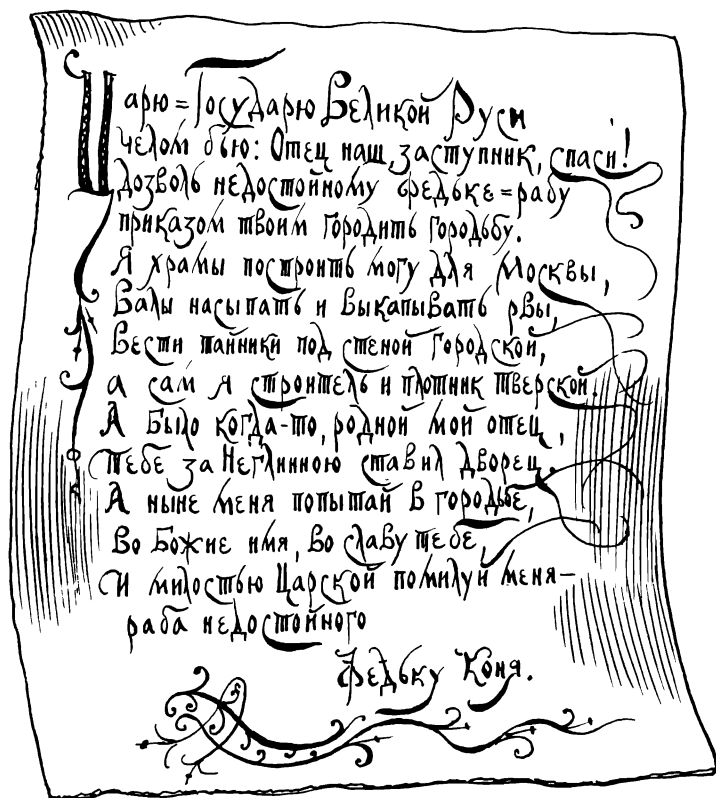 Царю=Государю Великой Руси
челом бью: Отец наш, заступник, спаси!
дозволь недостойному Федьке=рабу
приказом твоим городить городьбу.
Я храмы построить могу для Москвы,
Валы насыпать и выкапывать рвы,
Вести тайники под стеной городской,
а сам я строитель и плотник тверской.
А было когда-то, родной мой отец,
тебе за Неглинною ставил дворец.
А ныне меня попытай в городьбе,
Во Божие имя, во славу тебе,
И милостью Царской помилуй меня—
раба недостойного
Федьку Коня.